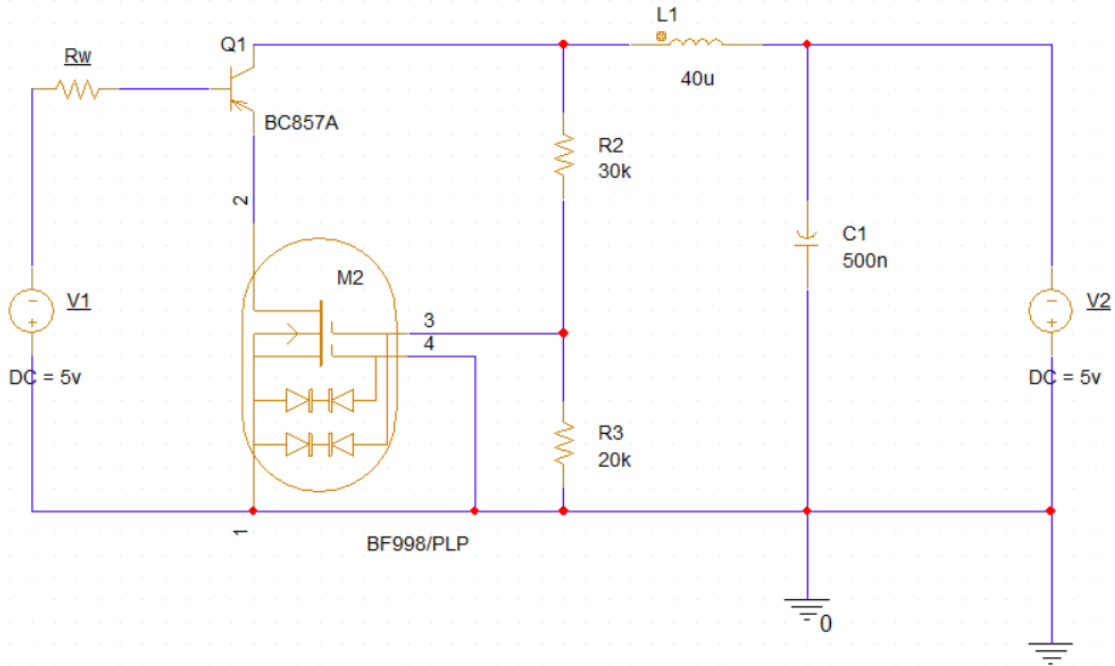 L1
Q1
Rw
40u
BC857A
R2
30k
2
C1
500n
M2
V1
V2
3
4
DC = 5v
DC = 5v
R3
20k
1
BF998/PLP
0